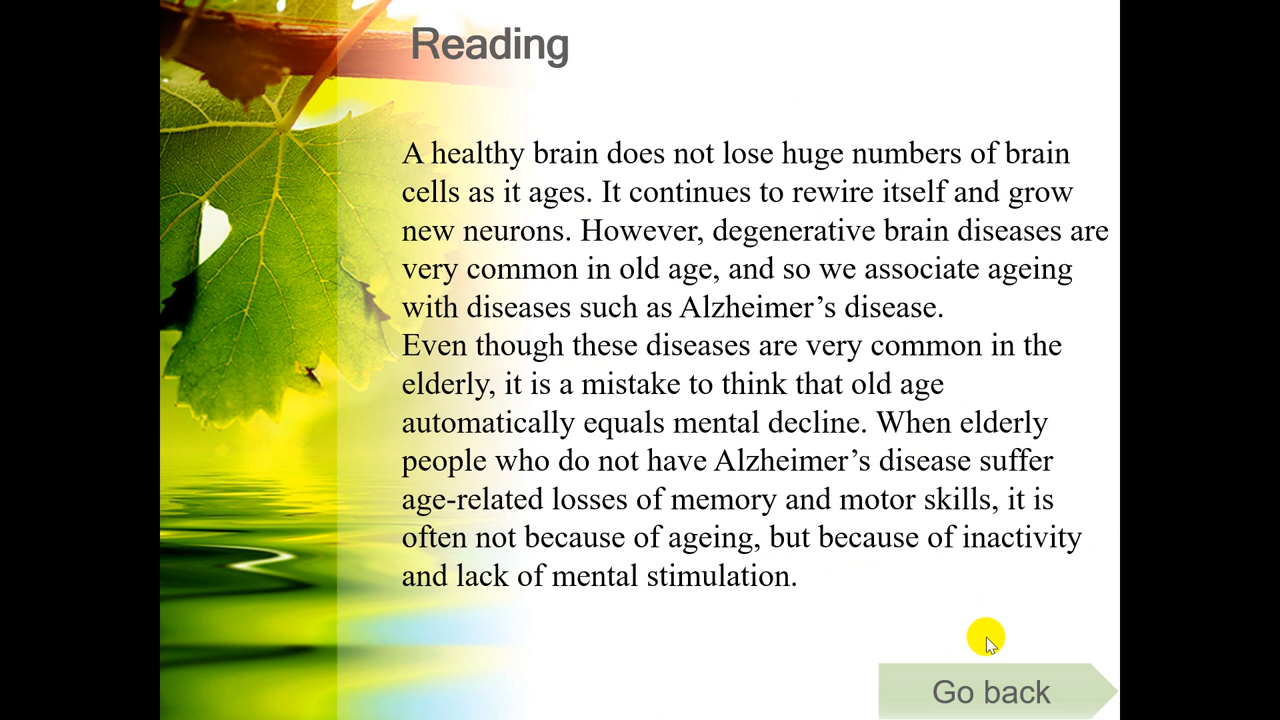 Reading
A healthy brain does not lose huge numbers of brain
cells as it ages. It continues to rewire itself and grow
new neurons. However, degenerative brain diseases are
very common in old age, and so we associate ageing
with diseases such as Alzheimer’s disease.
Even though these diseases are very common in the
elderly, it is a mistake to think that old age
automatically equals mental decline. When elderly
people who do not have Alzheimer’s disease suffer
age-related losses of memory and motor skills, it is
often not because of ageing, but because of inactivity
and lack of mental stimulation.
Go back